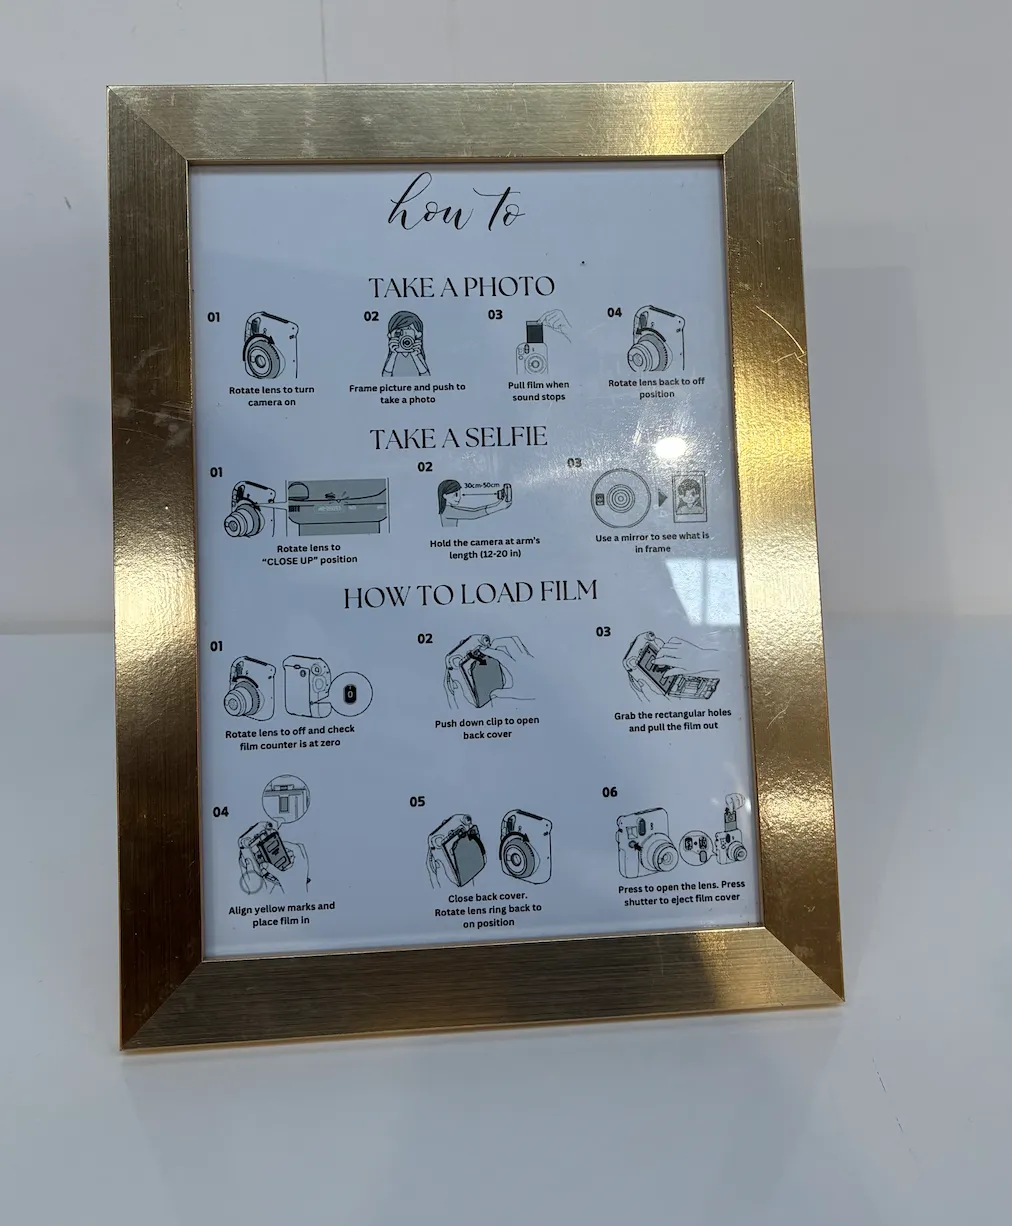 how to
TAKE A PHOTO
01
Rotate lens to turn
camera on
02
Frame picture and push to
take a photo
03
Pull film when
sound stops
04
Rotate lens back to off
position
TAKE A SELFIE
01
Rotate lens to
“CLOSE UP” position
02
30cm-50cm
Hold the camera at arm's
length (12-20 in)
03
Use a mirror to see what is
in frame
HOW TO LOAD FILM
01
0
Rotate lens to off and check
film counter is at zero
02
Push down clip to open
back cover
03
Grab the rectangular holes
and pull the film out
04
Align yellow marks and
place film in
05
Close back cover.
Rotate lens ring back to
on position
06
Press to open the lens. Press
shutter to eject film cover